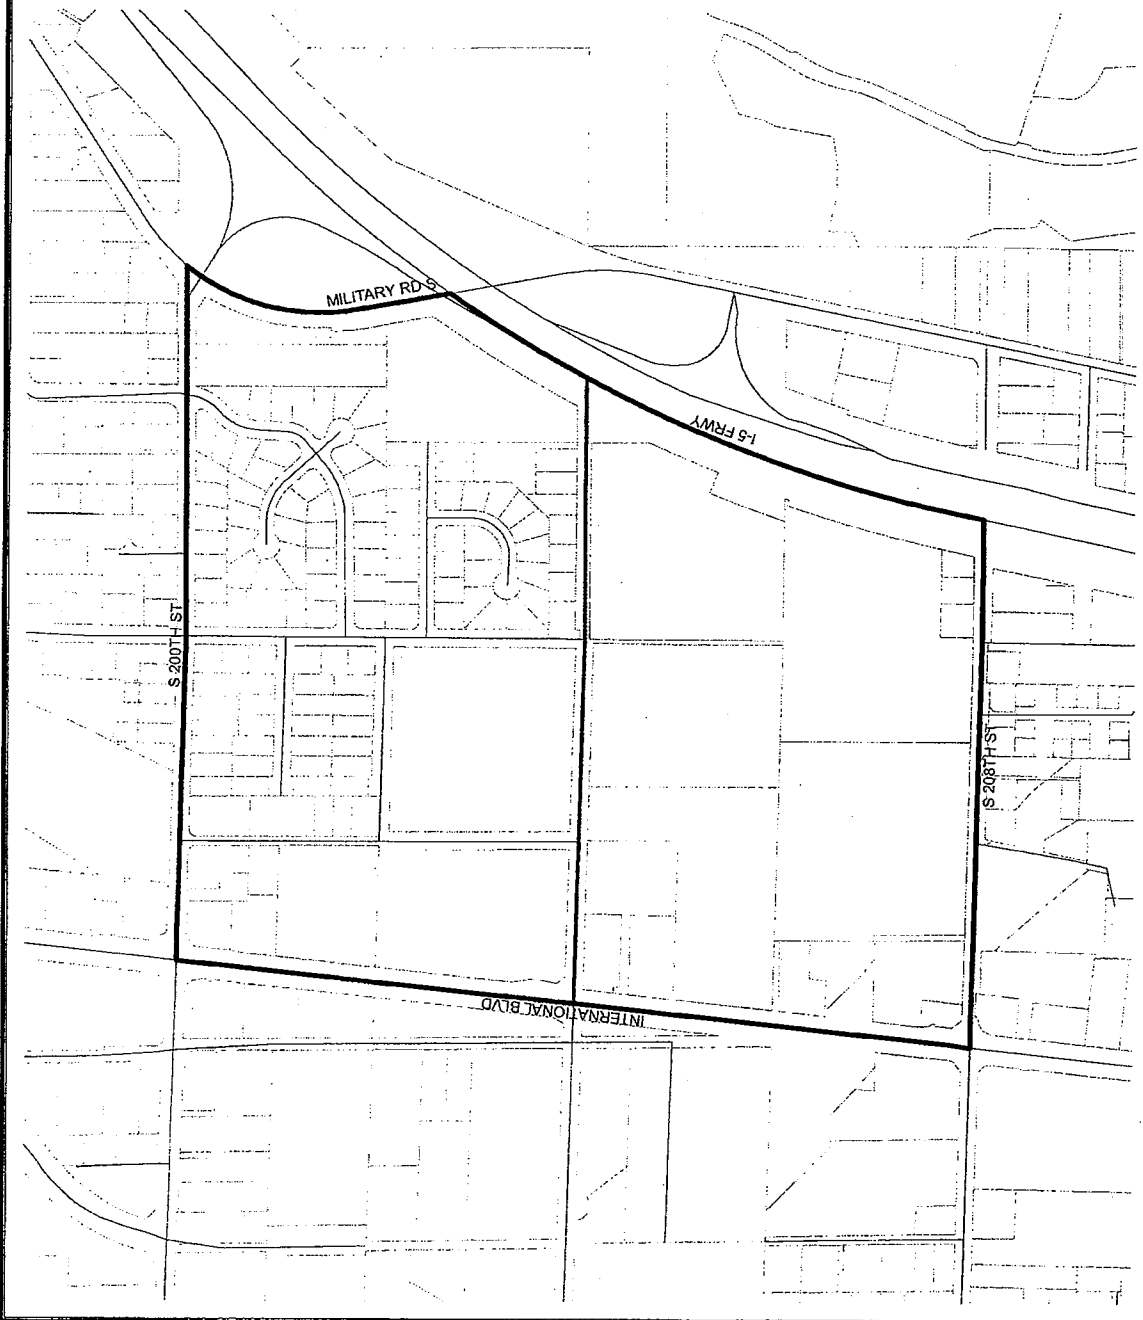 MILITARY RD S
I-5 FRWY
S 200TH ST
S 208TH ST
INTERNATIONAL BLVD